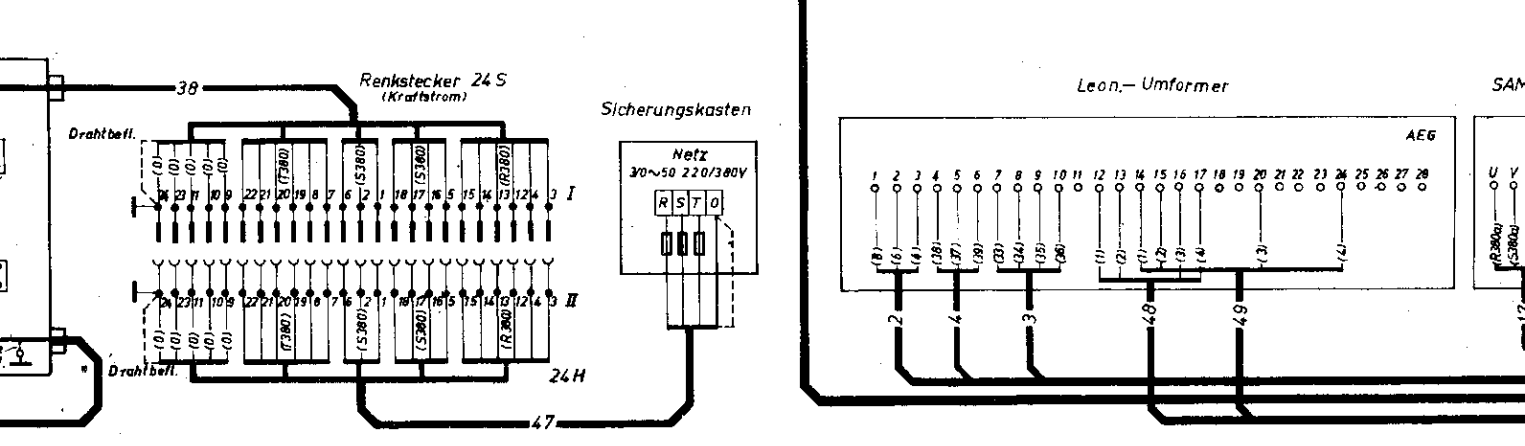 38
Renkstecker 24 S
(Kraftstrom)
Drahtbefl.
(0) (0) (0) (0) (0) (T380) (S380) (S380) (R380)
24 23 11 10 9 22 21 20 19 8 7 6 2 1 18 17 16 5 15 14 13 12 4 3 I
24 23 11 10 9 22 21 20 19 8 7 6 2 1 18 17 16 5 15 14 13 12 4 3 II
(0) (0) (0) (0) (0) (T380) (S380) (S380) (R380)
Drahtbefl.
24 H
47
Sicherungskasten
Netz
3/0~50 220/380V
R S T 0
Leon.- Umformer
AEG
1 2 3 4 5 6 7 8 9 10 11 12 13 14 15 16 17 18 19 20 21 22 23 24 25 26 27 28
(8) (6) (4) (38) (37) (39) (33) (34) (35) (36) (1) (2) (1) (2) (3) (4) (3) (4)
2 4 3 48 49
SAM
U V
(R380a) (S380a)